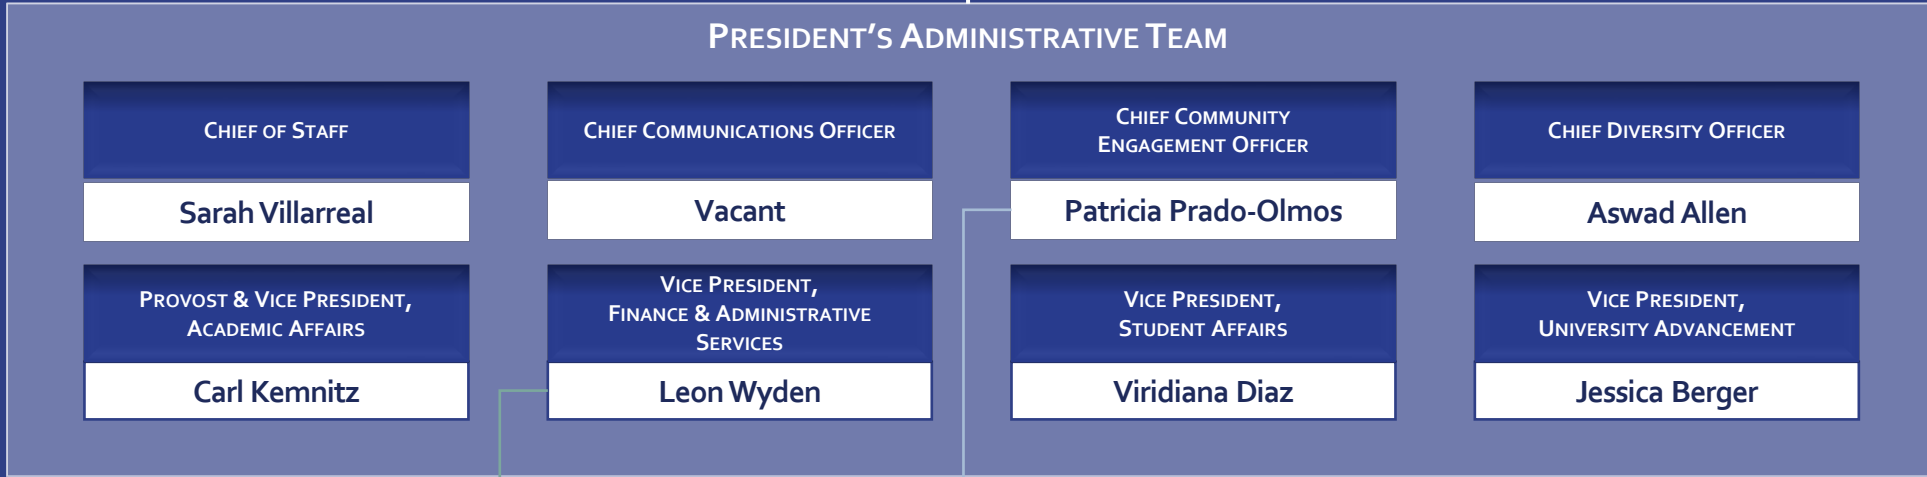 PRESIDENT'S ADMINISTRATIVE TEAM
CHIEF OF STAFF
Sarah Villarreal
CHIEF COMMUNICATIONS OFFICER
Vacant
CHIEF COMMUNITY
ENGAGEMENT OFFICER
Patricia Prado-Olmos
CHIEF DIVERSITY OFFICER
Aswad Allen
PROVOST & VICE PRESIDENT,
ACADEMIC AFFAIRS
Carl Kemnitz
VICE PRESIDENT,
FINANCE & ADMINISTRATIVE
SERVICES
Leon Wyden
VICE PRESIDENT,
STUDENT AFFAIRS
Viridiana Diaz
VICE PRESIDENT,
UNIVERSITY ADVANCEMENT
Jessica Berger